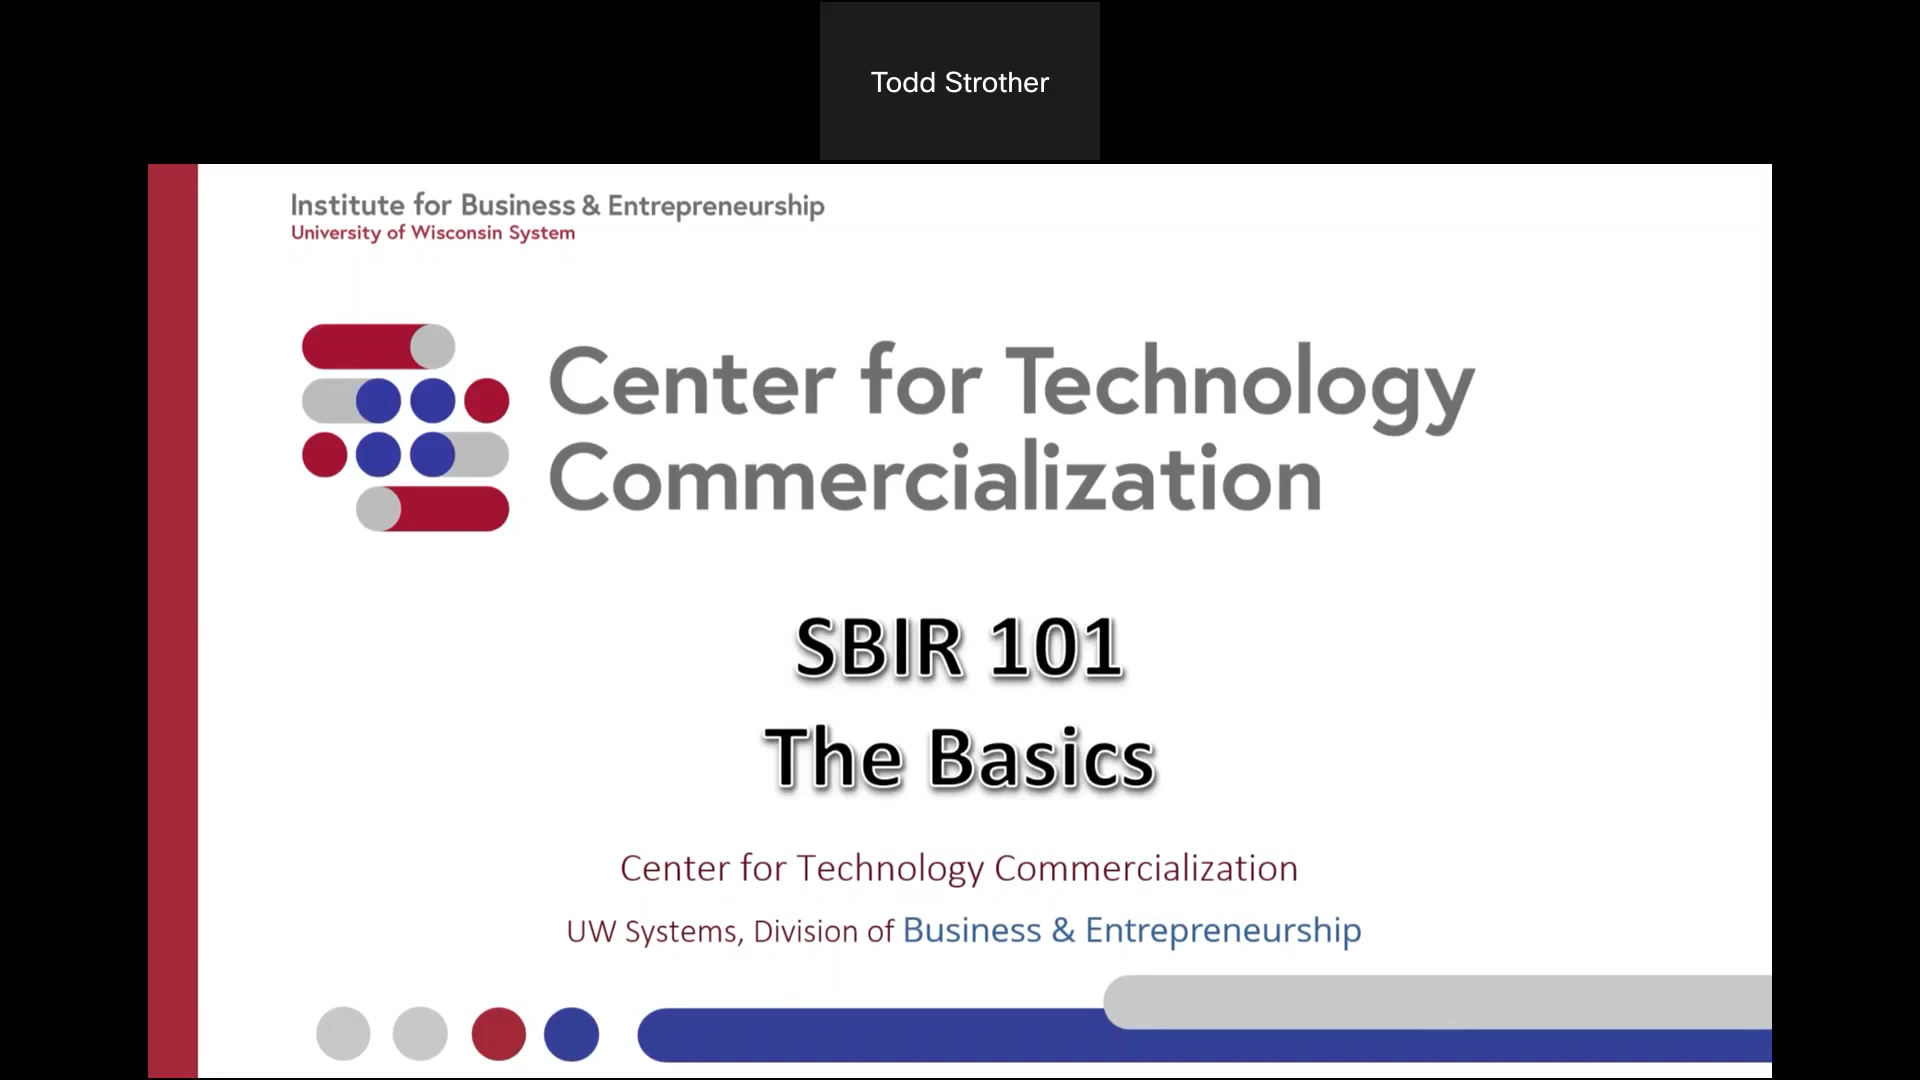 Todd Strother
Institute for Business & Entrepreneurship
University of Wisconsin System
Center for Technology
Commercialization
SBIR 101
The Basics
Center for Technology Commercialization
UW Systems, Division of Business & Entrepreneurship